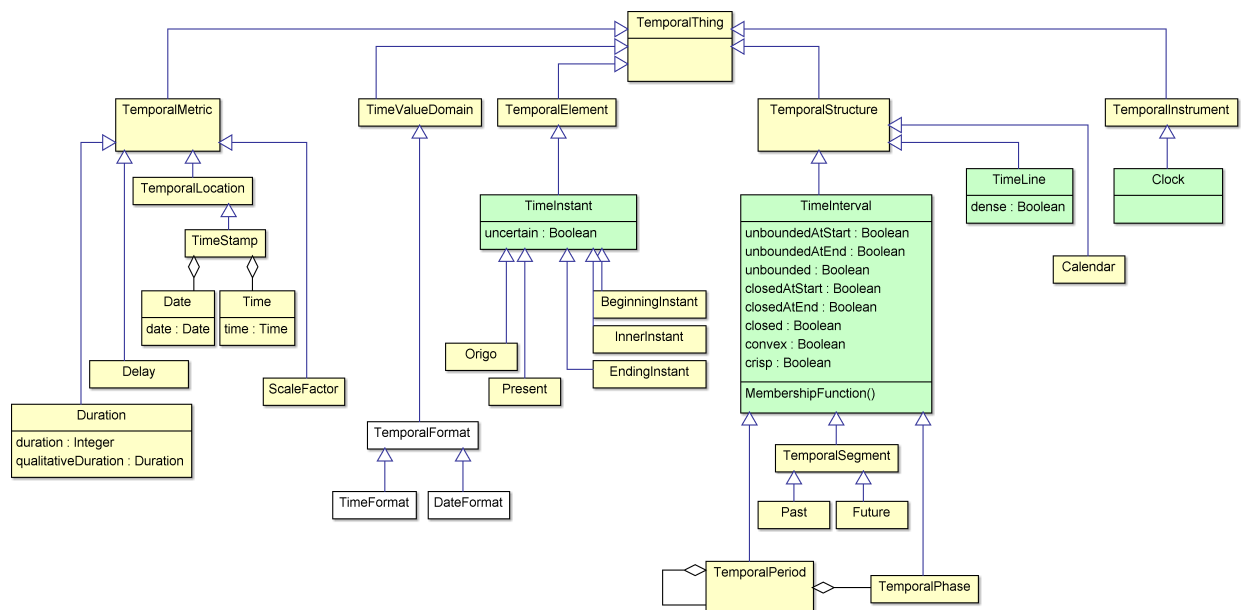 TemporalThing
TemporalMetric
TimeValueDomain
TemporalElement
TemporalStructure
TemporalInstrument
TemporalLocation
TimeStamp
Date
date : Date
Time
time : Time
Delay
ScaleFactor
Duration
duration : Integer
qualitativeDuration : Duration
TemporalFormat
TimeFormat
DateFormat
TimeInstant
uncertain : Boolean
BeginningInstant
InnerInstant
EndingInstant
Origo
Present
TimeInterval
unboundedAtStart : Boolean
unboundedAtEnd : Boolean
unbounded : Boolean
closedAtStart : Boolean
closedAtEnd : Boolean
closed : Boolean
convex : Boolean
crisp : Boolean
MembershipFunction()
TimeLine
dense : Boolean
Clock
Calendar
TemporalSegment
Past
Future
TemporalPeriod
TemporalPhase